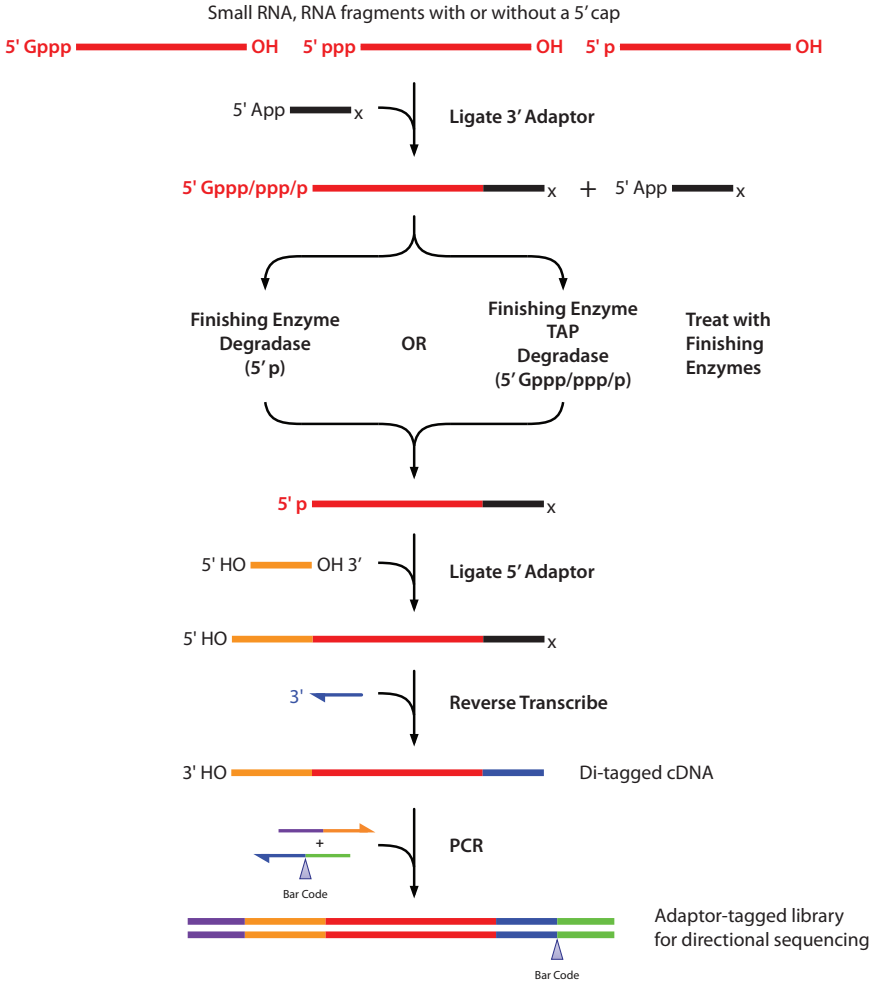 Small RNA, RNA fragments with or without a 5' cap
5' Gppp OH 5' ppp OH 5' p OH
5' App x
Ligate 3' Adaptor
5' Gppp/ppp/p x + 5' App x
Finishing Enzyme
Degradase
(5' p)
OR
Finishing Enzyme
TAP
Degradase
(5' Gppp/ppp/p)
Treat with
Finishing
Enzymes
5' p x
5' HO OH 3'
Ligate 5' Adaptor
5' HO x
3'
Reverse Transcribe
3' HO Di-tagged cDNA
+
Bar Code
PCR
Adaptor-tagged library
for directional sequencing
Bar Code